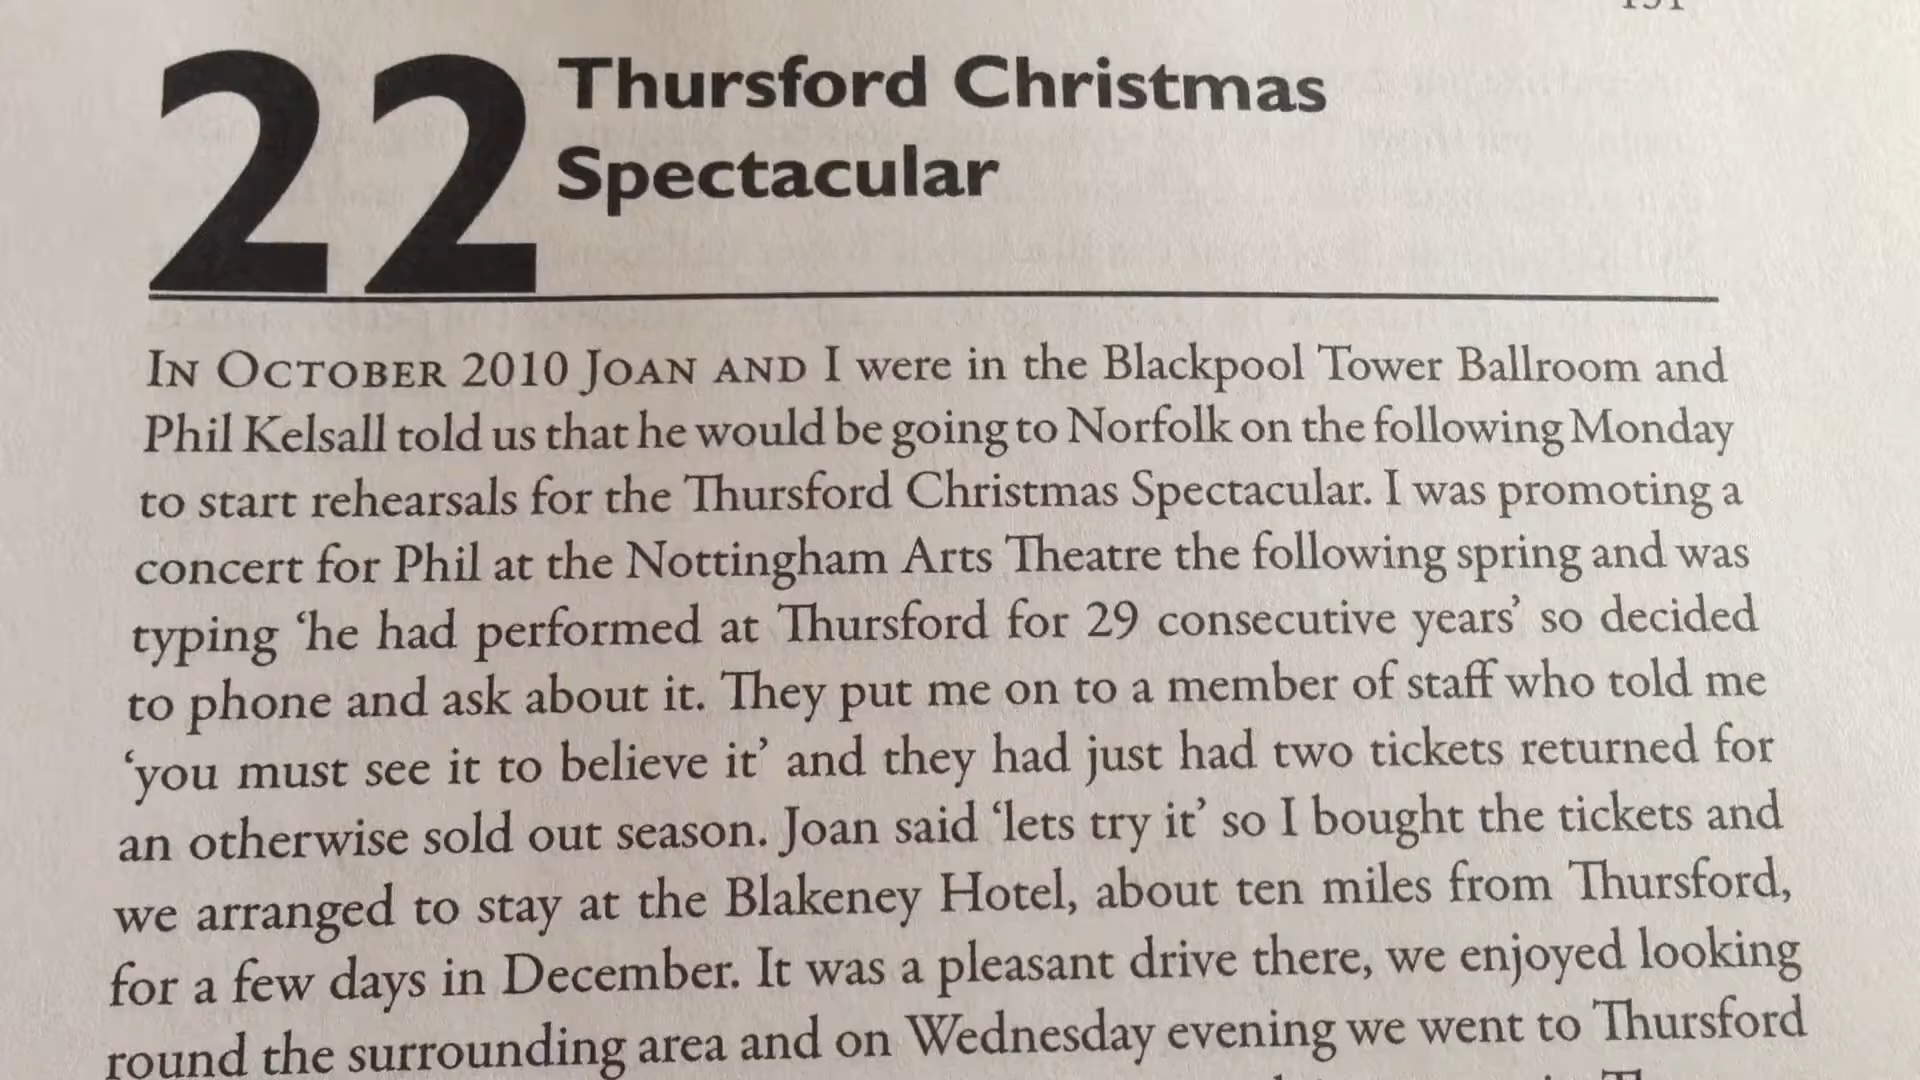 22 Thursford Christmas
Spectacular
IN OCTOBER 2010 JOAN AND I were in the Blackpool Tower Ballroom and
Phil Kelsall told us that he would be going to Norfolk on the following Monday
to start rehearsals for the Thursford Christmas Spectacular. I was promoting a
concert for Phil at the Nottingham Arts Theatre the following spring and was
typing ‘he had performed at Thursford for 29 consecutive years’ so decided
to phone and ask about it. They put me on to a member of staff who told me
‘you must see it to believe it’ and they had just had two tickets returned for
an otherwise sold out season. Joan said ‘lets try it’ so I bought the tickets and
we arranged to stay at the Blakeney Hotel, about ten miles from Thursford,
for a few days in December. It was a pleasant drive there, we enjoyed looking
round the surrounding area and on Wednesday evening we went to Thursford